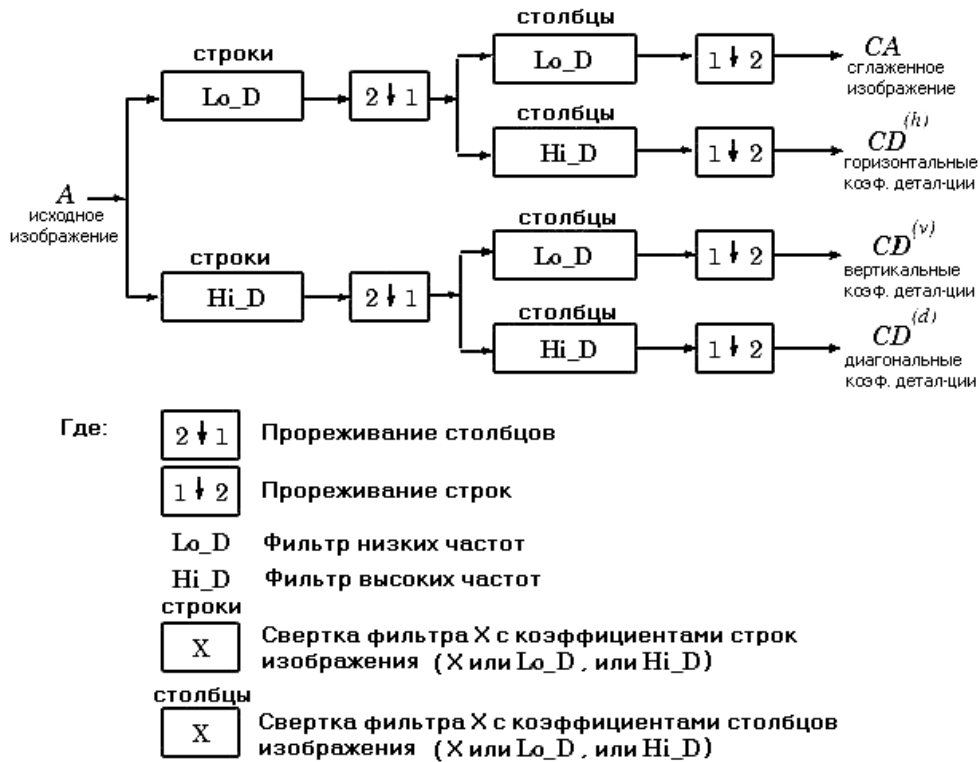 столбцы
строки
Lo_D
1 ↓ 2
CA
сглаженное
изображение
Lo_D
2 ↓ 1
столбцы
Hi_D
1 ↓ 2
CD^(h)
горизонтальные
коэф. детал-ции
A
исходное
изображение
столбцы
строки
Lo_D
1 ↓ 2
CD^(v)
вертикальные
коэф. детал-ции
Hi_D
2 ↓ 1
столбцы
Hi_D
1 ↓ 2
CD^(d)
диагональные
коэф. детал-ции
Где:
2 ↓ 1 Прореживание столбцов
1 ↓ 2 Прореживание строк
Lo_D Фильтр низких частот
Hi_D Фильтр высоких частот
строки
X Свертка фильтра X с коэффициентами строк
изображения (X или Lo_D , или Hi_D)
столбцы
X Свертка фильтра X с коэффициентами столбцов
изображения (X или Lo_D , или Hi_D)